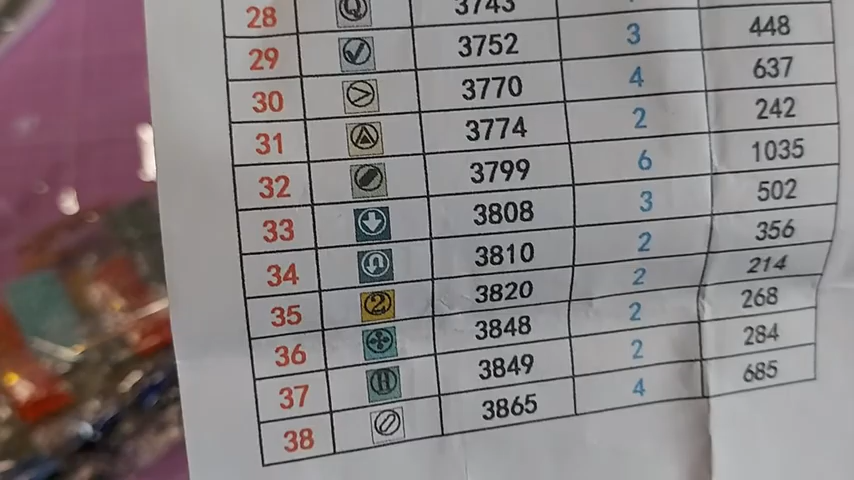 28 Q 3743
29 ✓ 3752 3 448
30 > 3770 4 637
31 ▲ 3774 2 242
32 3799 6 1035
33 ↓ 3808 3 502
34 3810 2 356
35 2 3820 2 214
36 3848 2 268
37 H 3849 2 284
38 3865 4 685